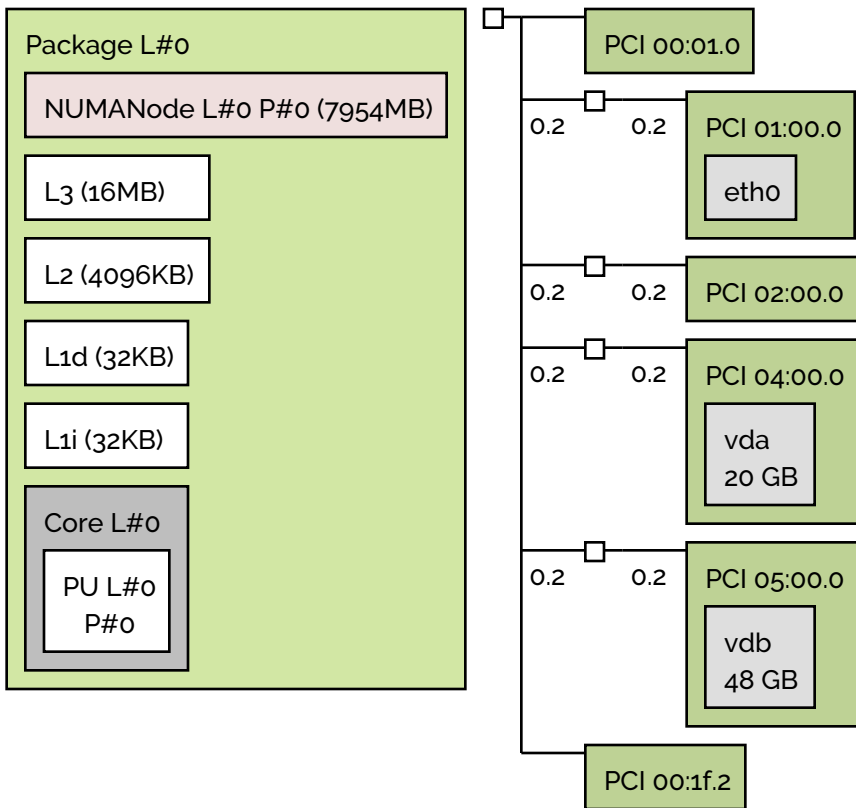 Package L#0
NUMANode L#0 P#0 (7954MB)
L3 (16MB)
L2 (4096KB)
L1d (32KB)
L1i (32KB)
Core L#0
PU L#0
P#0
PCI 00:01.0
0.2
0.2
PCI 01:00.0
eth0
0.2
0.2
PCI 02:00.0
0.2
0.2
PCI 04:00.0
vda
20 GB
0.2
0.2
PCI 05:00.0
vdb
48 GB
PCI 00:1f.2